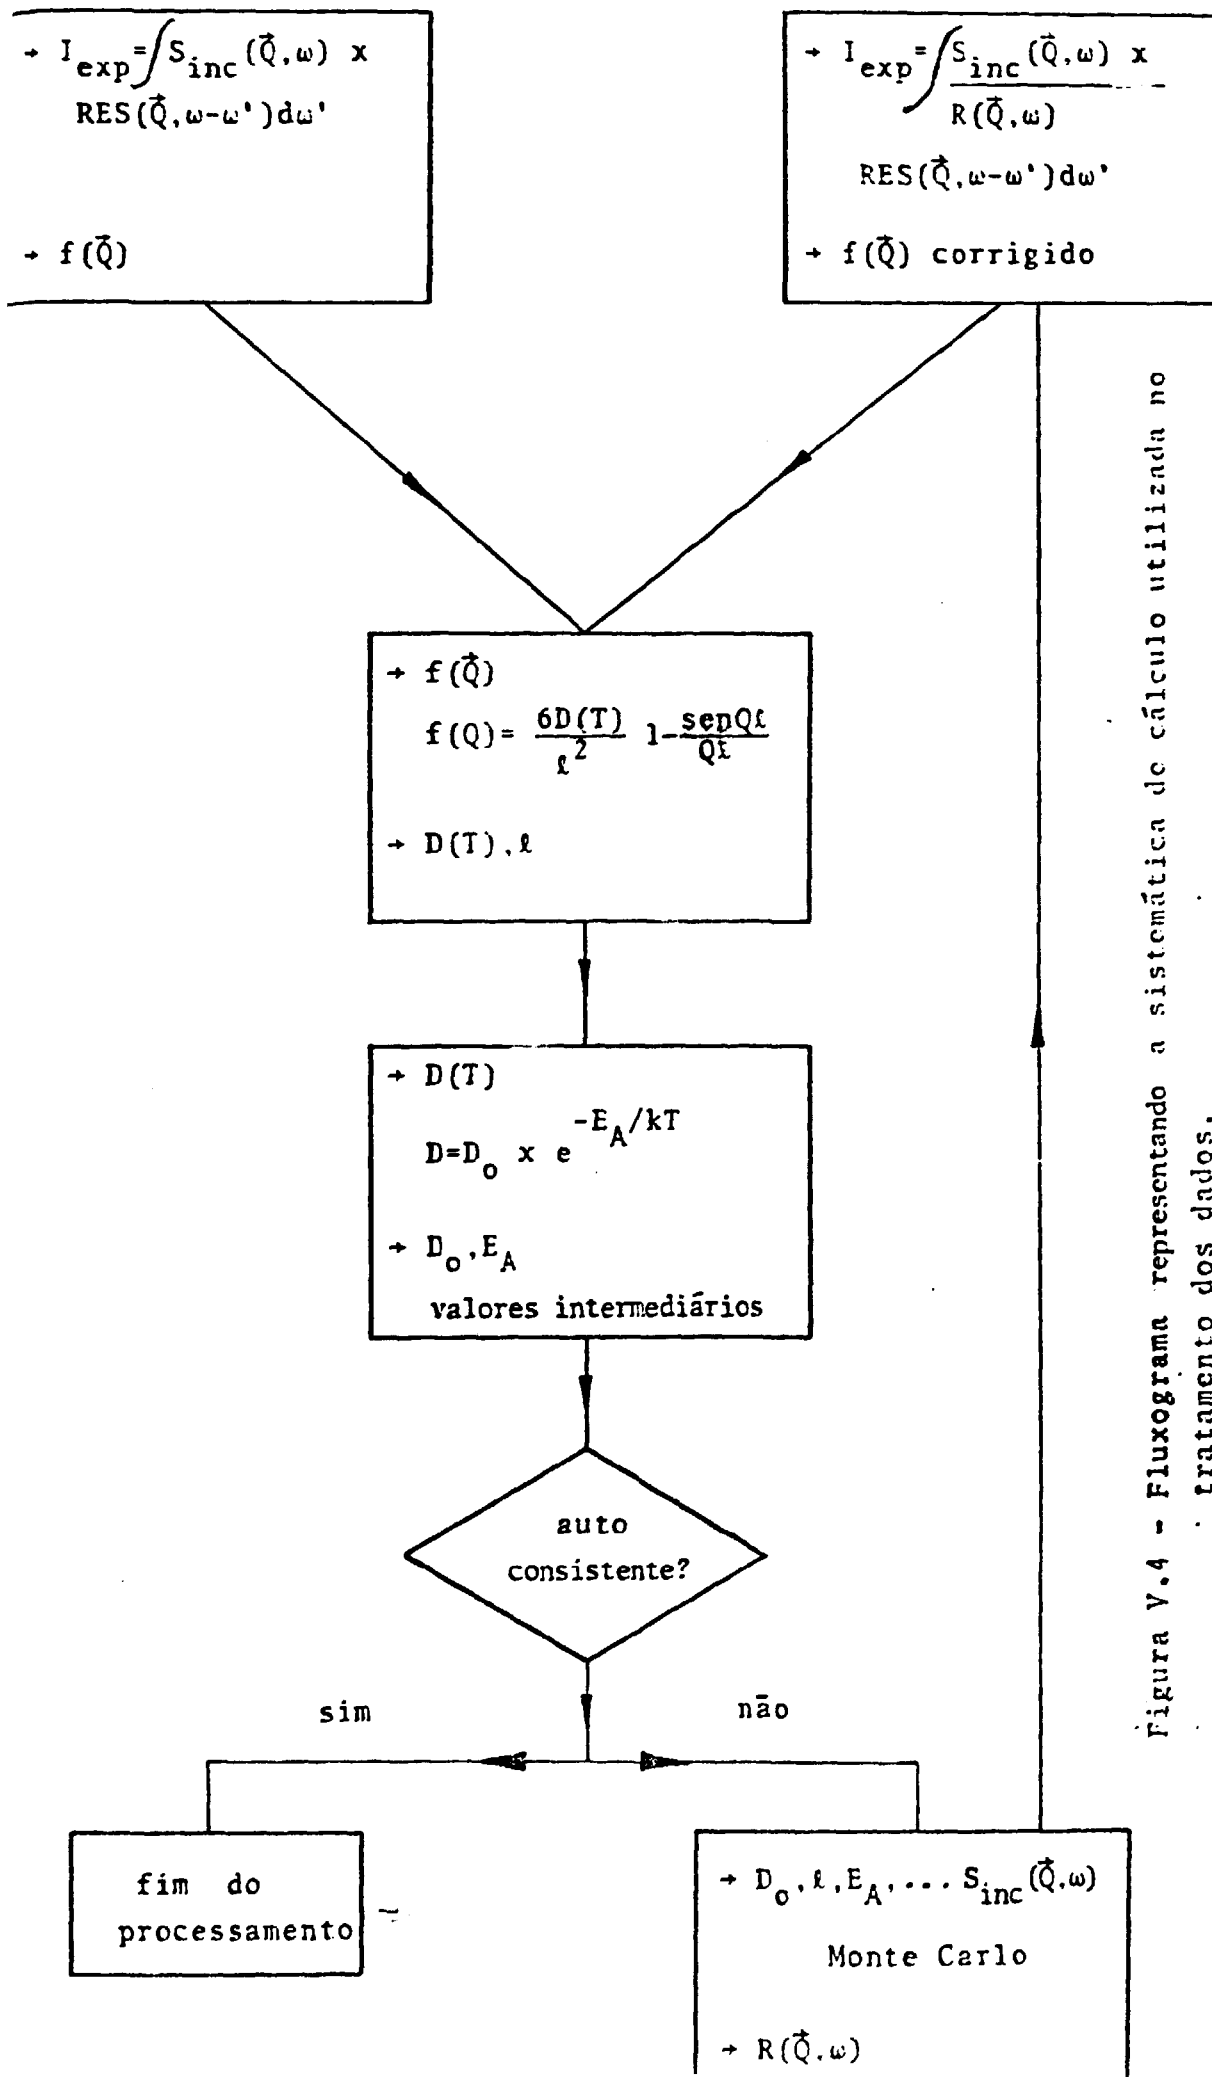 → I_exp=∫S_inc(Q⃗,ω) x
RES(Q⃗,ω-ω')dω'
→ f(Q⃗)
→ I_exp=∫S_inc(Q⃗,ω) x
R(Q⃗,ω)
RES(Q⃗,ω-ω')dω'
→ f(Q⃗) corrigido
→ f(Q⃗)
f(Q)= 6D(T)/ℓ² 1-senQℓ/Qℓ
→ D(T),ℓ
→ D(T)
D=D_o x e^-E_A/kT
→ D_o,E_A
valores intermediários
auto
consistente?
sim
não
fim do
processamento
→ D_o,ℓ,E_A,... S_inc(Q⃗,ω)
Monte Carlo
→ R(Q⃗,ω)
Figura V.4 - Fluxograma representando a sistemática de cálculo utilizada no
tratamento dos dados.